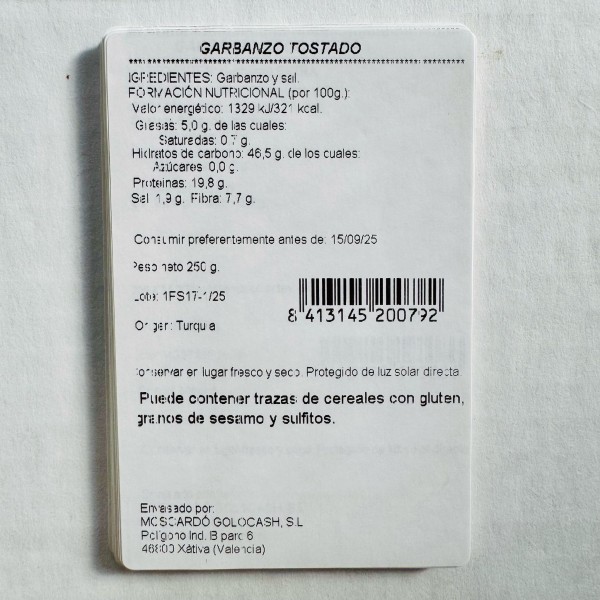 GARBANZO TOSTADO
INGREDIENTES: Garbanzo y sal.
FORMACIÓN NUTRICIONAL (por 100g.):
Valor energético: 1329 kJ/321 kcal.
Grasas: 5,0 g. de las cuales:
Saturadas: 0,7 g.
Hidratos de carbono: 46,5 g. de los cuales:
Azúcares: 0,0 g.
Proteinas: 19,8 g.
Sal: 1,9 g. Fibra: 7,7 g.
Consumir preferentemente antes de: 15/09/25
Peso neto 250 g.
Lote: 1FS17-1/25
Origen: Turquía
8 413145 200792
Conservar en lugar fresco y seco. Protegido de luz solar directa.
Puede contener trazas de cereales con gluten,
granos de sesamo y sulfitos.
Envasado por:
MOSCARDÓ GOLOCASH, S.L
Polígono Ind. B parc 6
46800 Xátiva (Valencia)